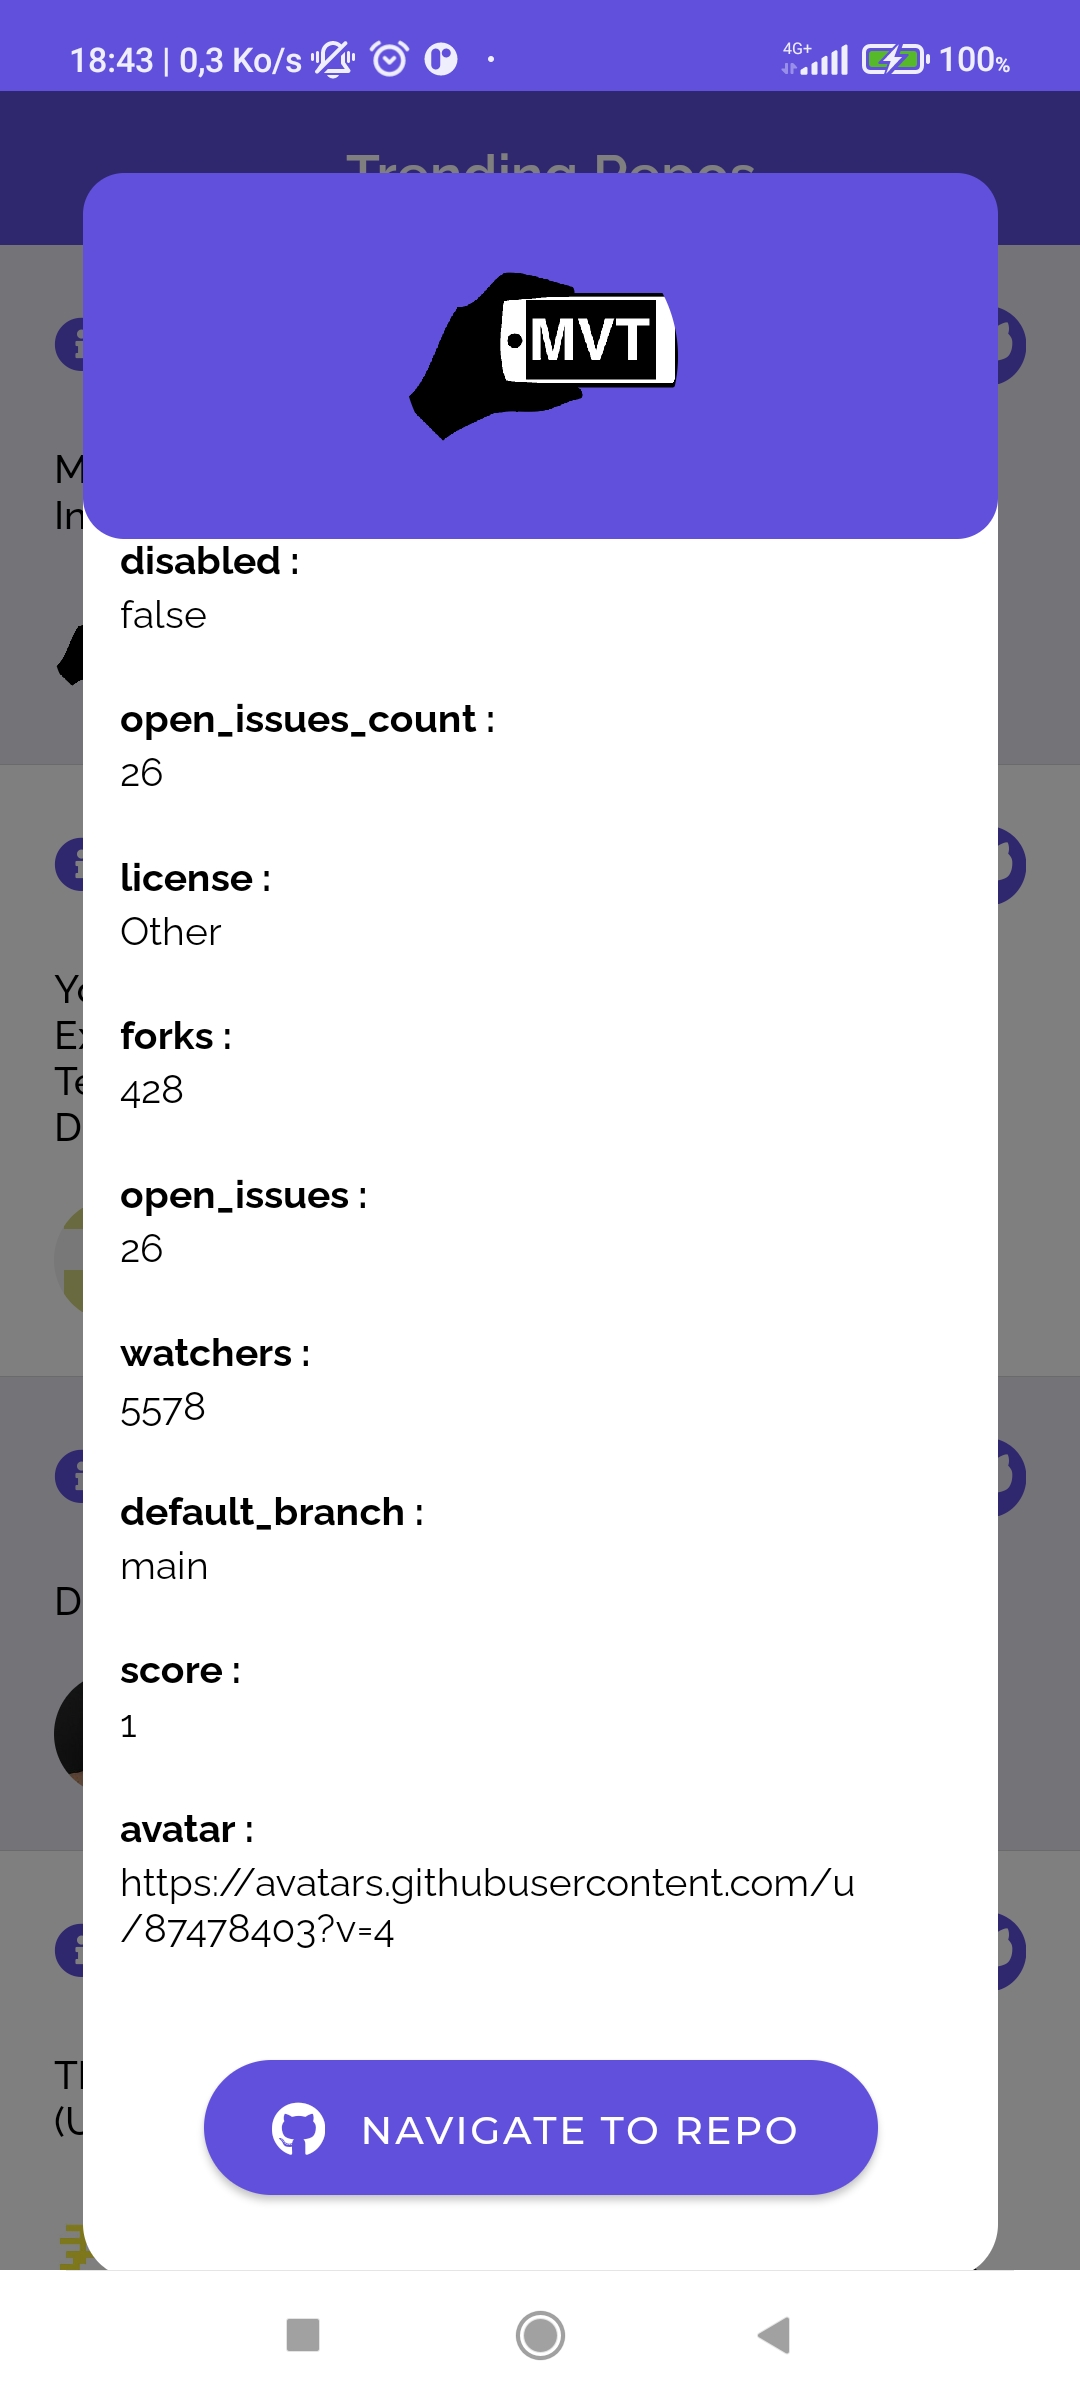 18:43 | 0,3 Ko/s 4G+ 100%
Trending Repos
MVT
disabled :
false
open_issues_count :
26
license :
Other
forks :
428
open_issues :
26
watchers :
5578
default_branch :
main
score :
1
avatar :
https://avatars.githubusercontent.com/u
/87478403?v=4
NAVIGATE TO REPO